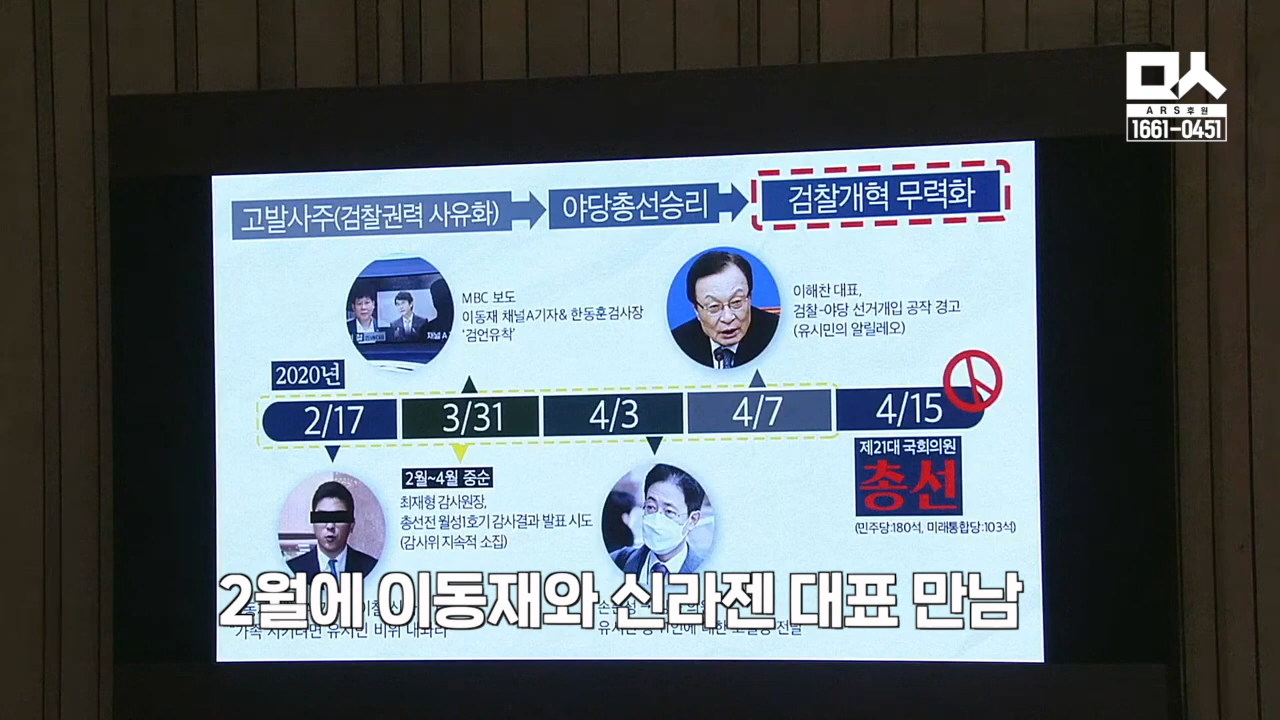 ARS후원
1661-0451
고발사주(검찰권력 사유화)
야당총선승리
검찰개혁 무력화
MBC 보도
이동재 채널A기자& 한동훈검사장
'검언유착'
채널A
이해찬 대표,
검찰-야당 선거개입 공작 경고
(유시민의 알릴레오)
2020년
2/17
3/31
4/3
4/7
4/15
2월~4월 중순
최재형 감사원장,
총선전 월성1호기 감사결과 발표 시도
(감사위 지속적 소집)
제21대 국회의원
총선
(민주당:180석, 미래통합당:103석)
2월에 이동재와 신라젠 대표 만남